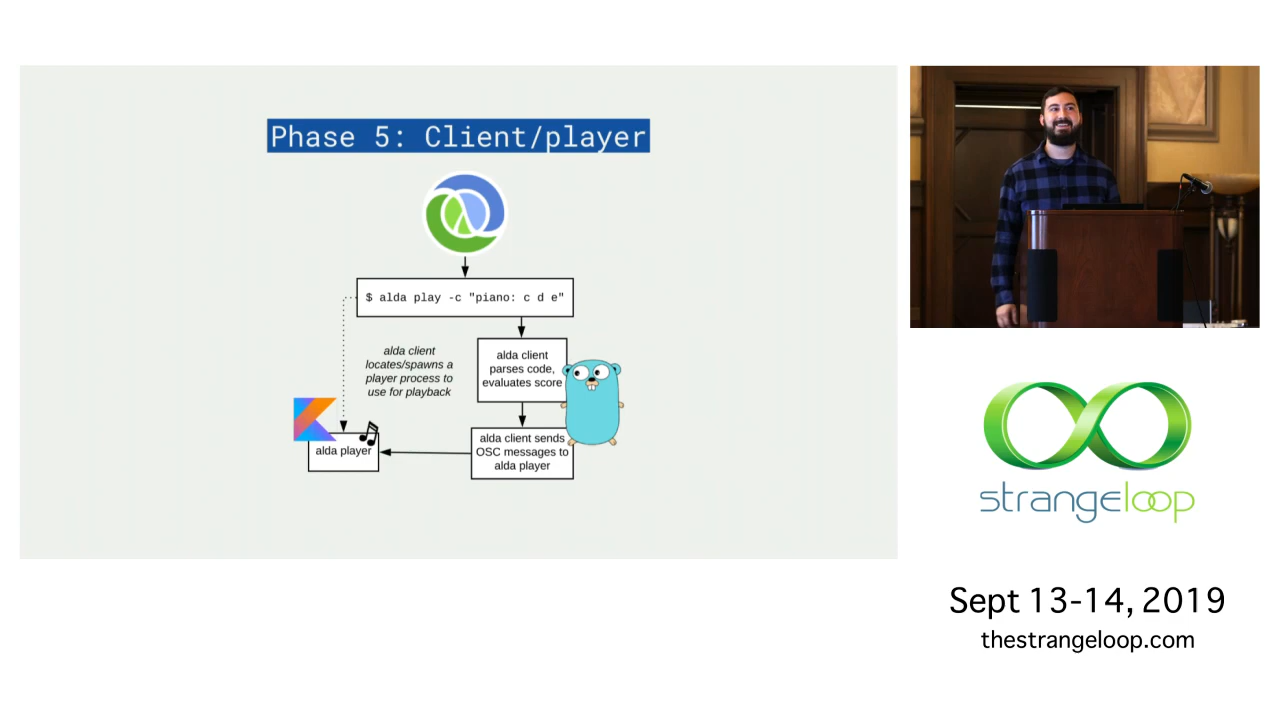 Phase 5: Client/player
$ alda play -c "piano: c d e"
alda client
locates/spawns a
player process to
use for playback
alda client
parses code,
evaluates score
alda player
alda client sends
OSC messages to
alda player
strangeloop
Sept 13-14, 2019
thestrangeloop.com